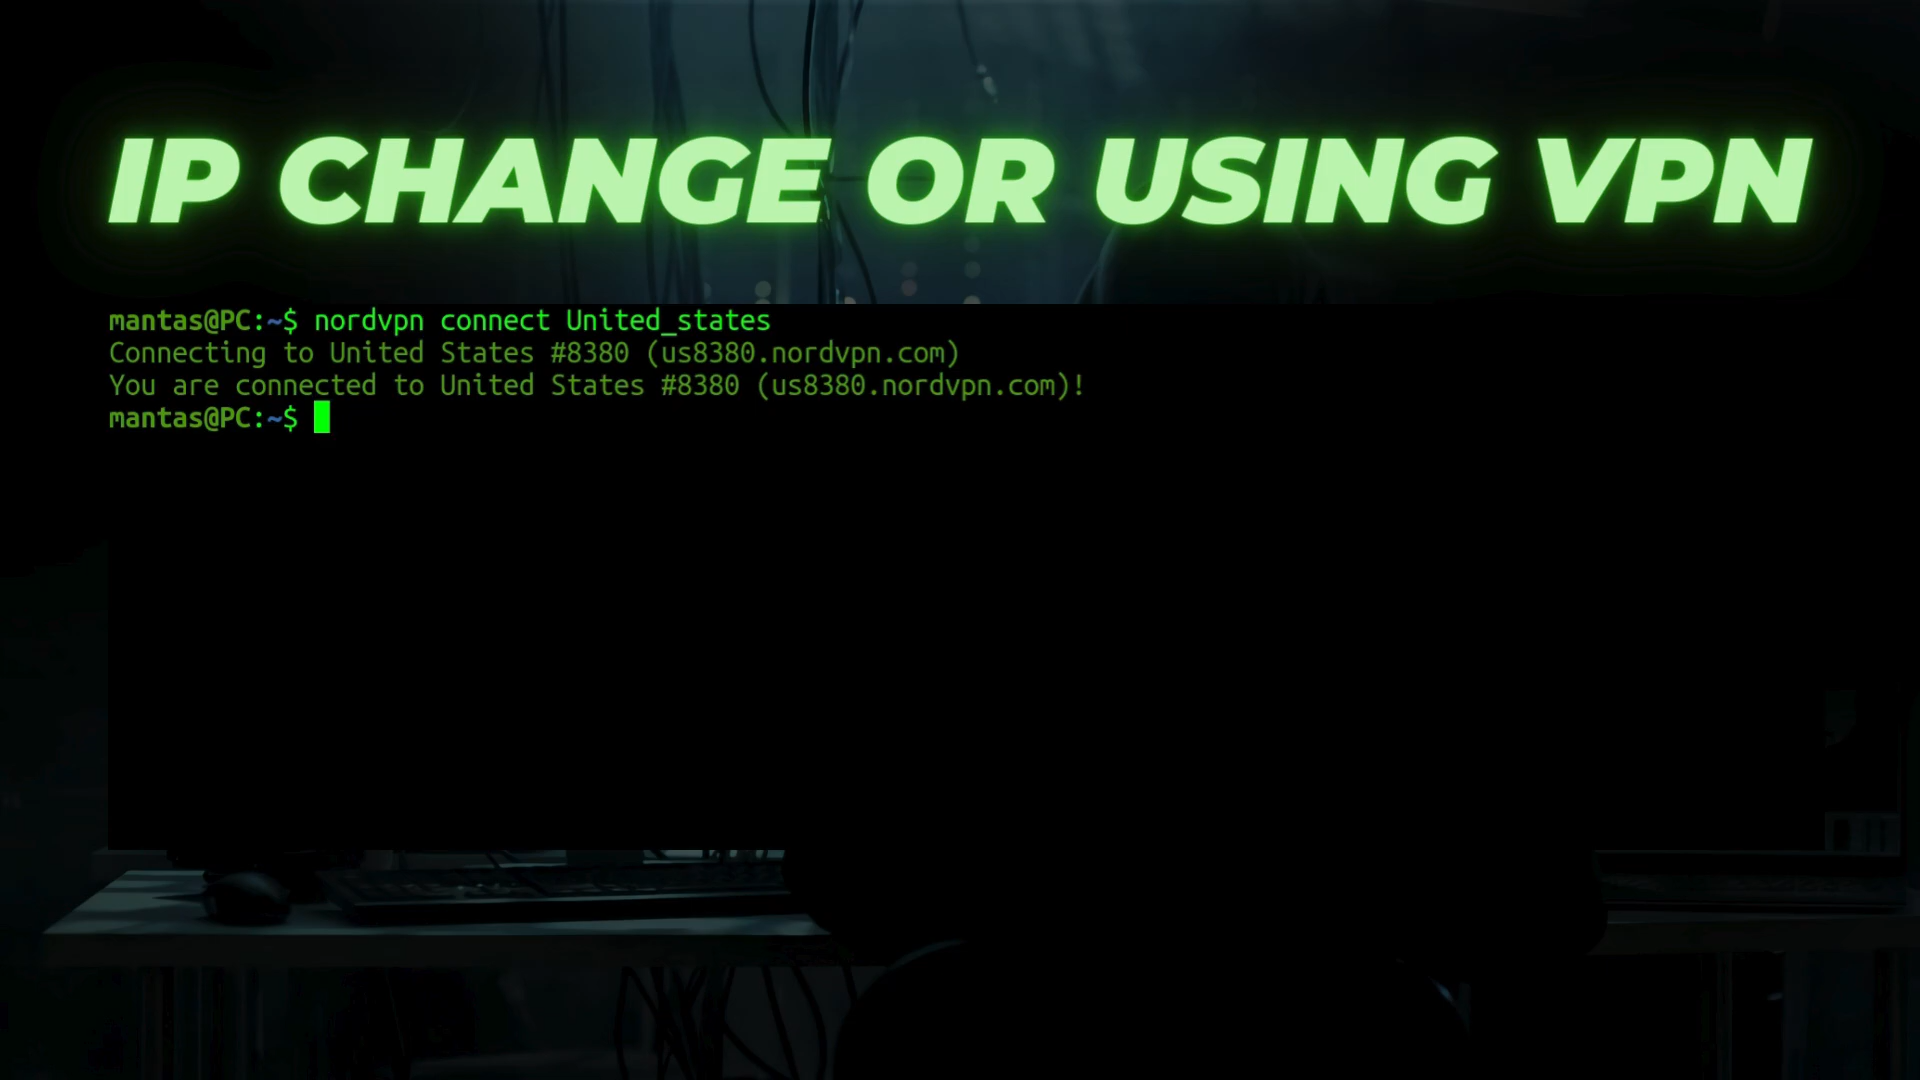 IP CHANGE OR USING VPN
mantas@PC:~$ nordvpn connect United_states
Connecting to United States #8380 (us8380.nordvpn.com)
You are connected to United States #8380 (us8380.nordvpn.com)!
mantas@PC:~$